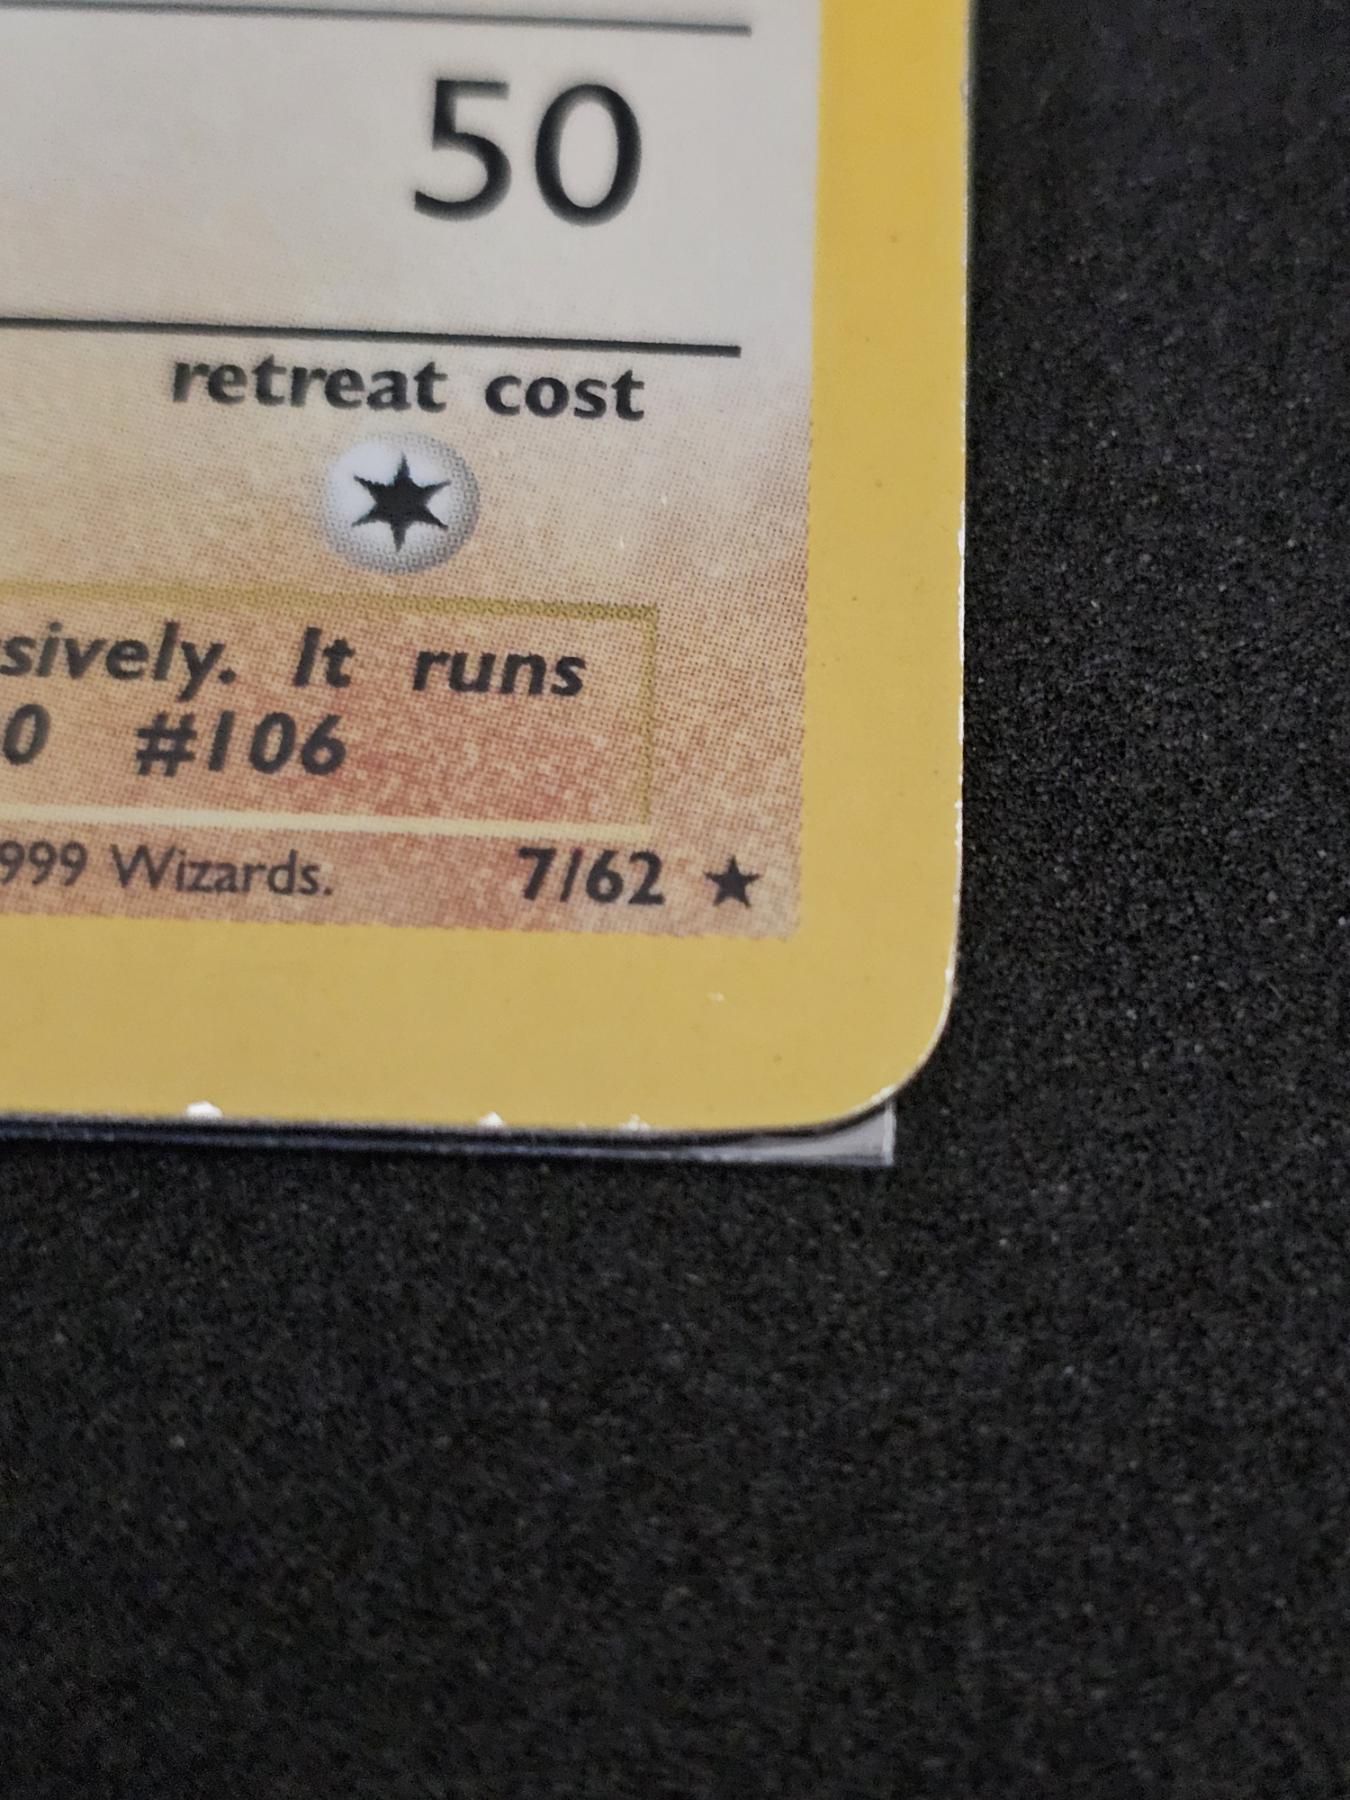 50
retreat cost
sively. It runs
0 #106
999 Wizards. 7/62 ★